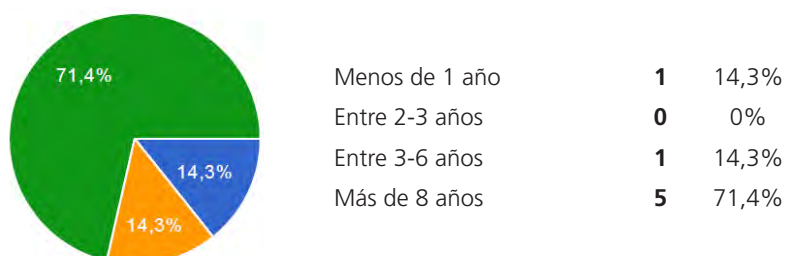 71,4%
14,3%
14,3%
Menos de 1 año 1 14,3%
Entre 2-3 años 0 0%
Entre 3-6 años 1 14,3%
Más de 8 años 5 71,4%